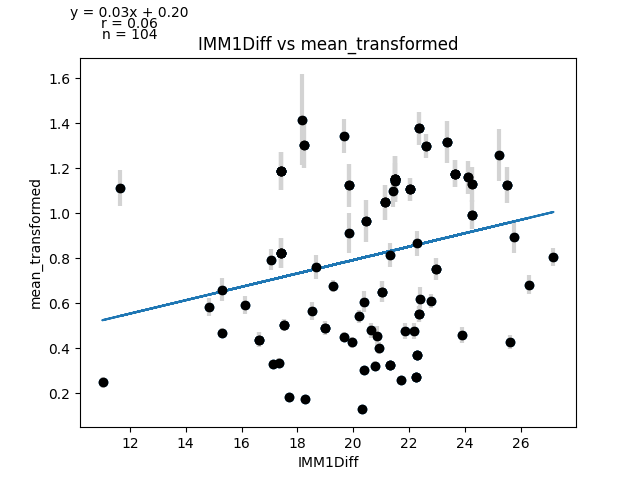 y = 0.03x + 0.20
r = 0.06
n = 104
IMM1Diff vs mean_transformed
1.6
1.4
1.2
1.0
0.8
0.6
0.4
0.2
mean_transformed
12 14 16 18 20 22 24 26
IMM1Diff